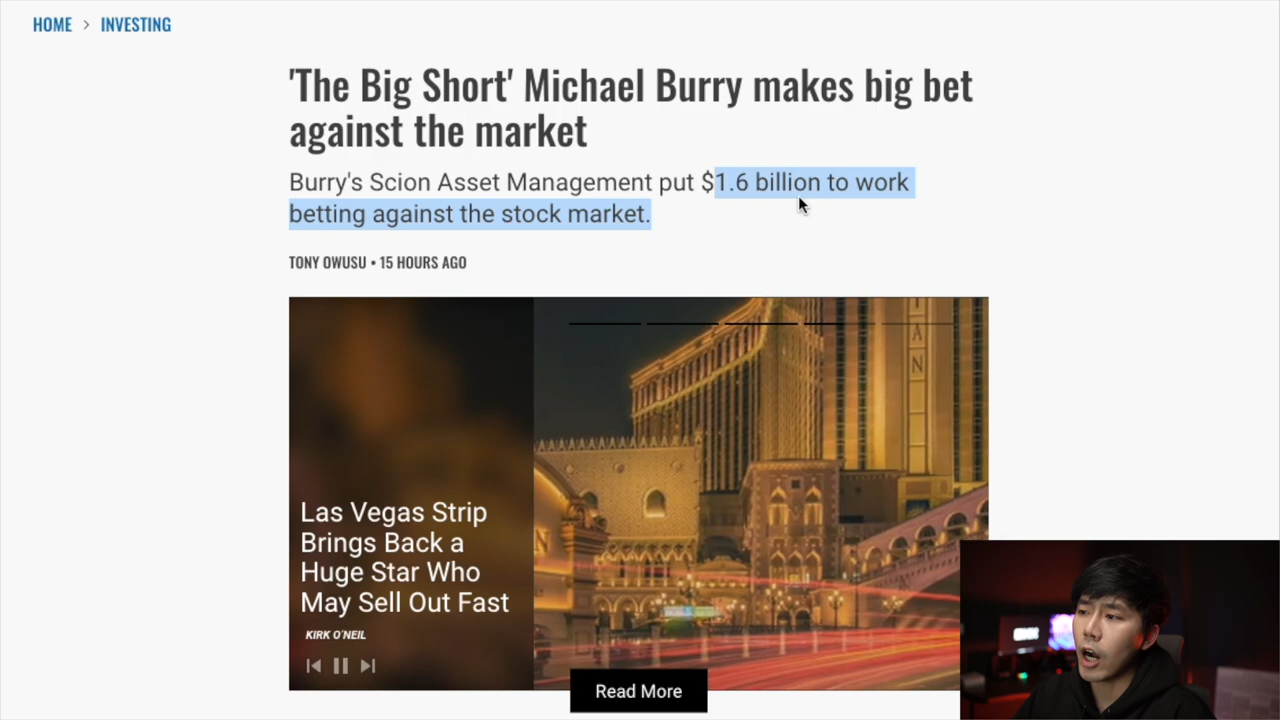 HOME > INVESTING
'The Big Short' Michael Burry makes big bet
against the market
Burry's Scion Asset Management put $1.6 billion to work
betting against the stock market.
TONY OWUSU • 15 HOURS AGO
Las Vegas Strip
Brings Back a
Huge Star Who
May Sell Out Fast
KIRK O'NEIL
Read More